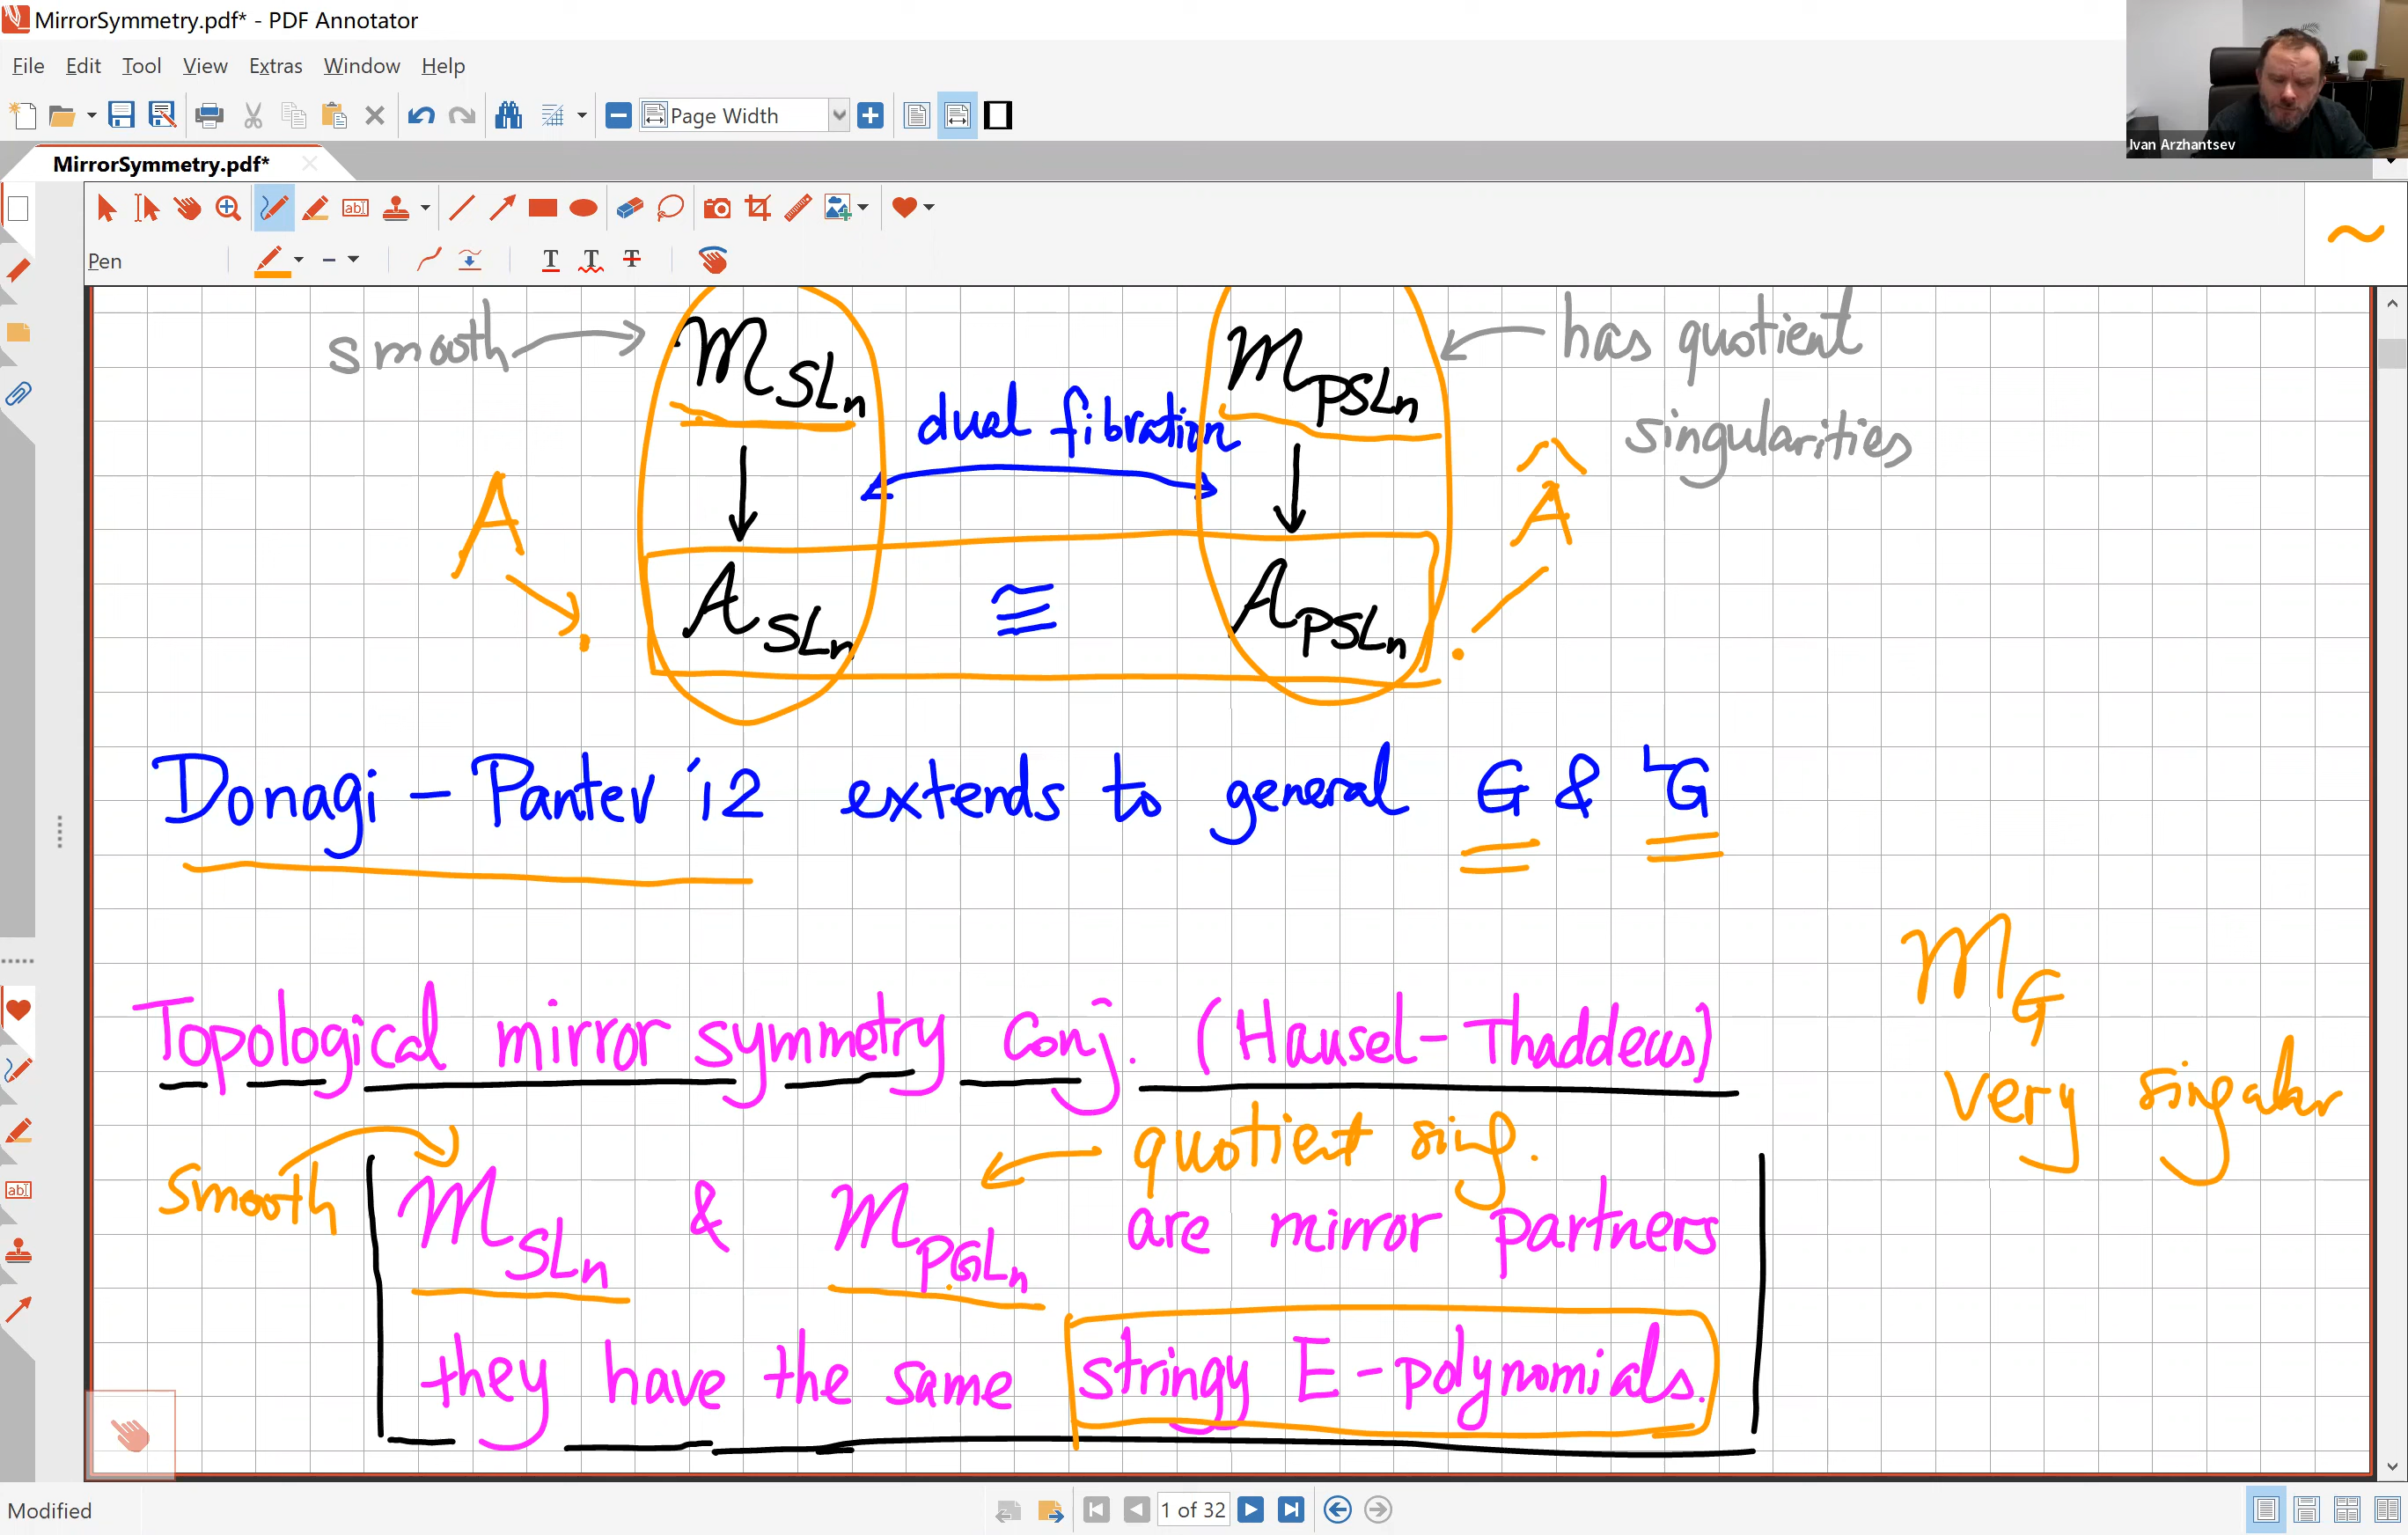 MirrorSymmetry.pdf* - PDF Annotator
File Edit Tool View Extras Window Help
Page Width
Ivan Arzhantsev
MirrorSymmetry.pdf*
Pen
smooth
M_SLn
M_PSLn
has quotient
singularities
dual fibration
A
Â
A_SLn ≅ A_PSLn
Donagi - Pantev '12 extends to general G & ᴸG
M_G
very singular
Topological mirror symmetry Conj. (Hausel-Thaddeus)
smooth
quotient sing.
M_SLn & M_PGLn are mirror partners
they have the same stringy E-polynomials.
Modified
1 of 32